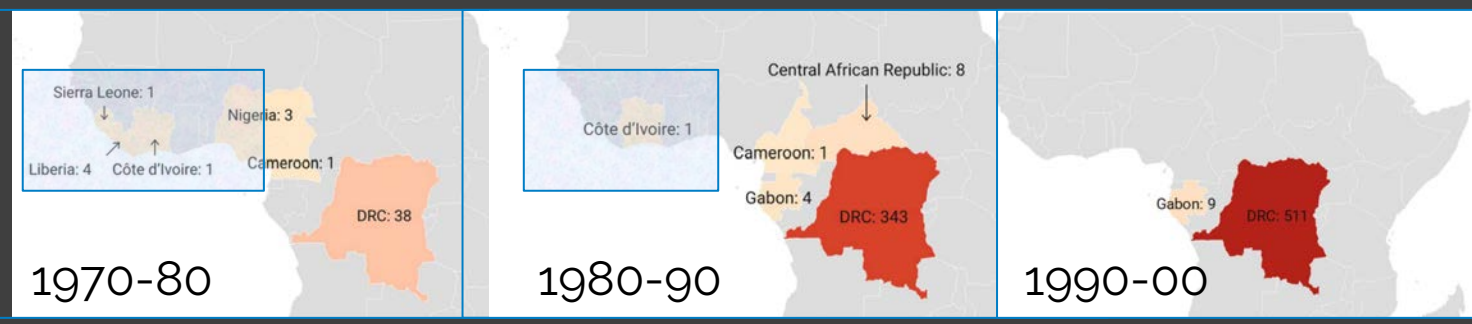 Sierra Leone: 1
Nigeria: 3
Liberia: 4
Côte d'Ivoire: 1
Cameroon: 1
DRC: 38
1970-80
Central African Republic: 8
Côte d'Ivoire: 1
Cameroon: 1
Gabon: 4
DRC: 343
1980-90
Gabon: 9
DRC: 511
1990-00